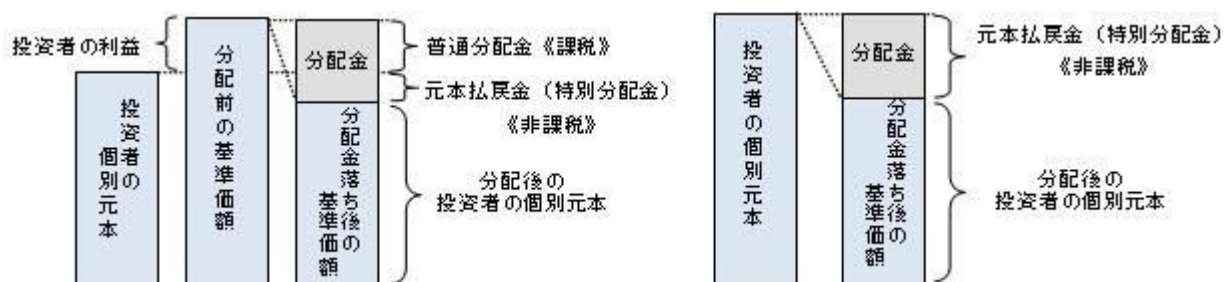 投資者の利益
投資者の
個別元本
分配前の基準価額
分配金
分配金落ち後の
基準価額
普通分配金《課税》
元本払戻金（特別分配金）
《非課税》
分配後の
投資者の個別元本
投資者の個別元本
分配金
分配金落ち後の
基準価額
元本払戻金（特別分配金）
《非課税》
分配後の
投資者の個別元本